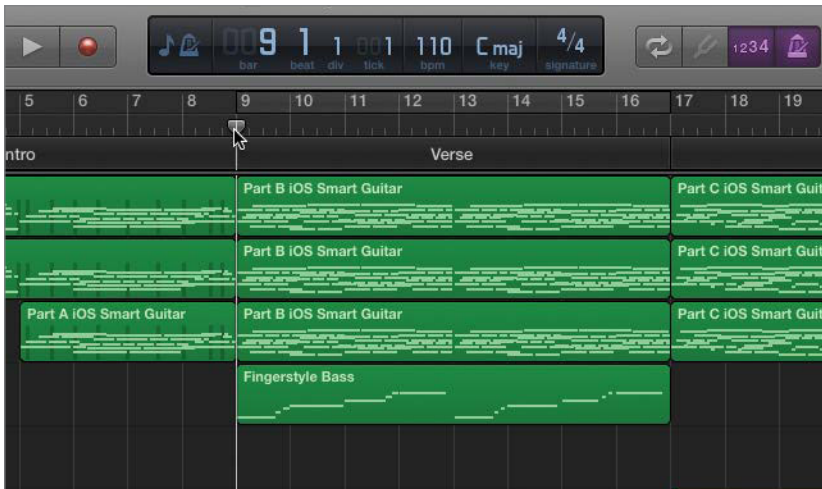 009 1 1 001 110 C maj 4/4
bar beat div tick bpm key signature
1234
5 6 7 8 9 10 11 12 13 14 15 16 17 18 19
ntro Verse
Part B iOS Smart Guitar Part C iOS Smart Guit
Part B iOS Smart Guitar Part C iOS Smart Guit
Part A iOS Smart Guitar Part B iOS Smart Guitar Part C iOS Smart Guit
Fingerstyle Bass